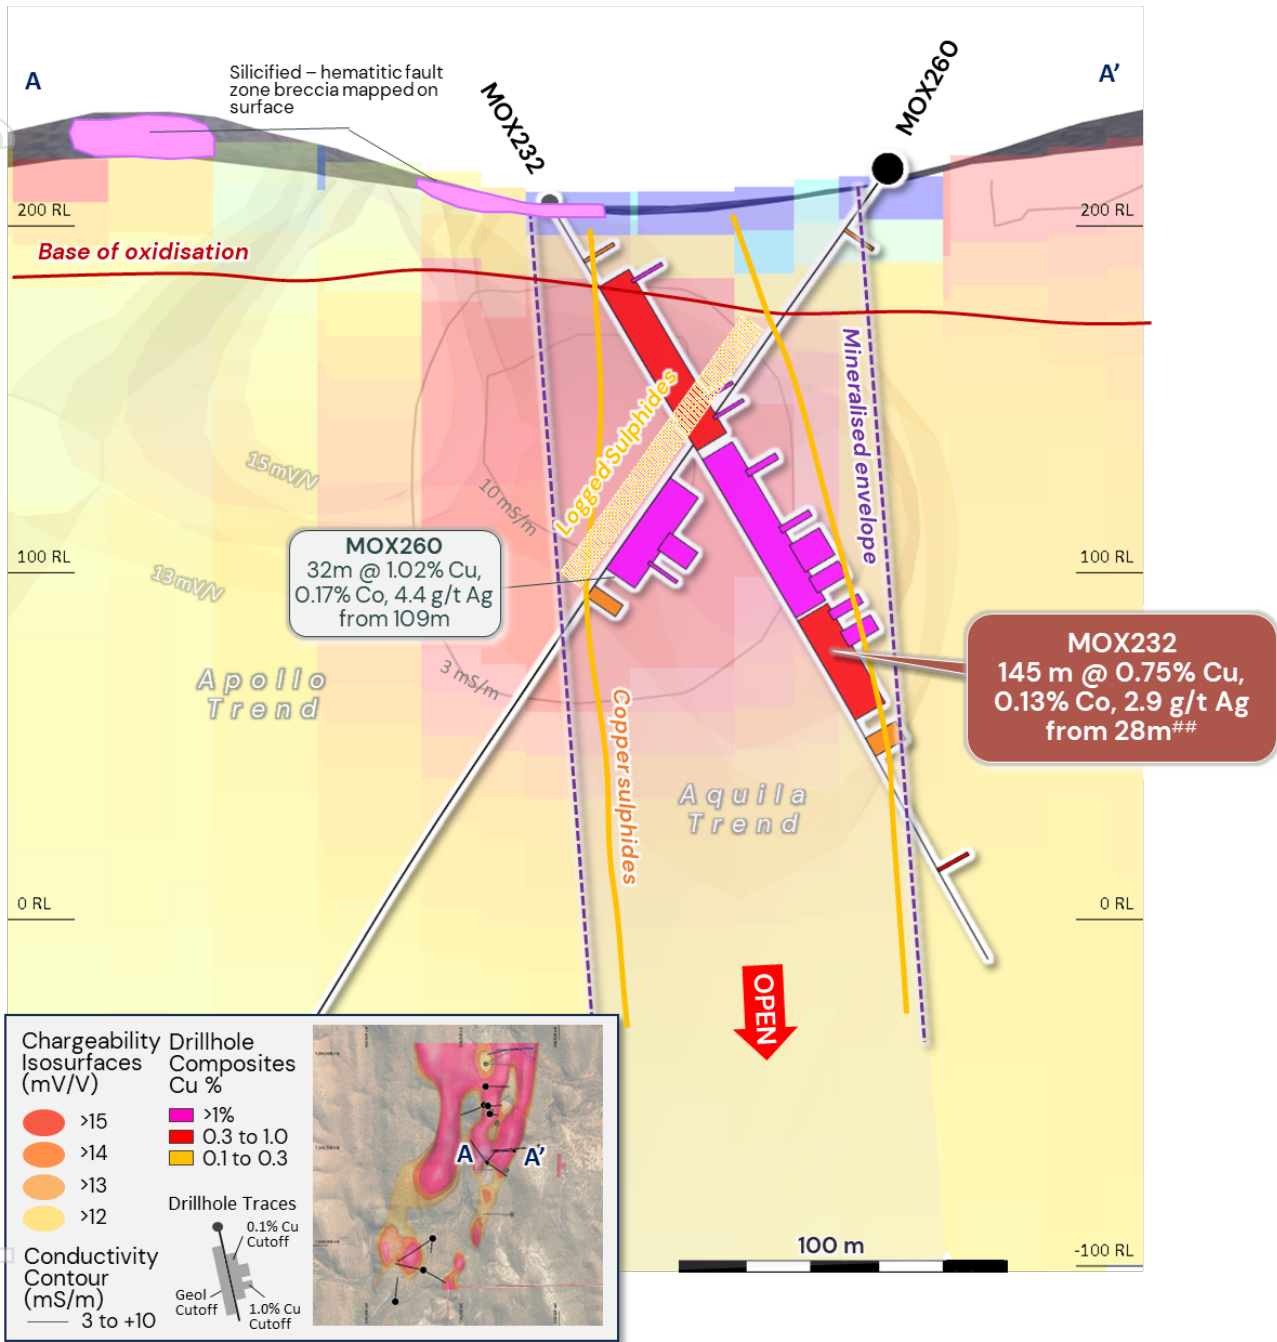 A
Silicified – hematitic fault
zone breccia mapped on
surface
MOX232
MOX260
A’
200 RL
200 RL
Base of oxidisation
Logged Sulphides
Mineralised envelope
15 mV/V
10 mS/m
100 RL
100 RL
13 mV/V
MOX260
32m @ 1.02% Cu,
0.17% Co, 4.4 g/t Ag
from 109m
MOX232
145 m @ 0.75% Cu,
0.13% Co, 2.9 g/t Ag
from 28m##
3 mS/m
Apollo
Trend
Copper sulphides
Aquila
Trend
0 RL
0 RL
OPEN
100 m
-100 RL
Chargeability
Isosurfaces
(mV/V)
>15
>14
>13
>12
Conductivity
Contour
(mS/m)
3 to +10
Drillhole
Composites
Cu %
>1%
0.3 to 1.0
0.1 to 0.3
Drillhole Traces
0.1% Cu
Cutoff
Geol
Cutoff
1.0% Cu
Cutoff
A
A’